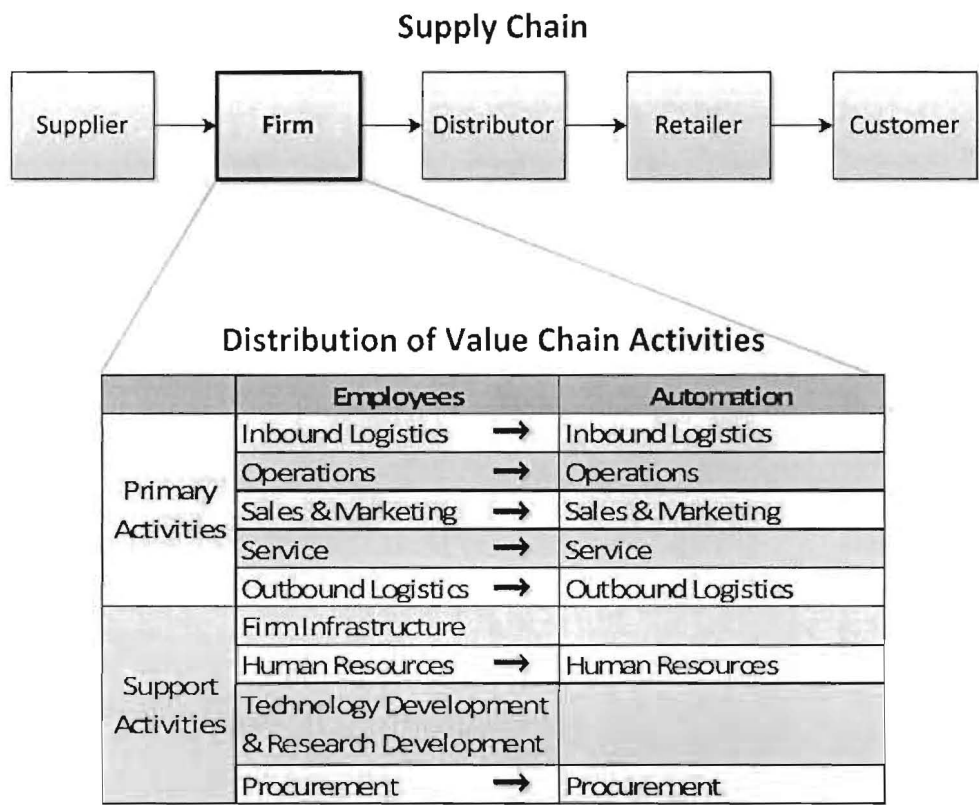 Supply Chain
Supplier → Firm → Distributor → Retailer → Customer
Distribution of Value Chain Activities
Employees Automation
Primary Activities
Inbound Logistics → Inbound Logistics
Operations → Operations
Sales & Marketing → Sales & Marketing
Service → Service
Outbound Logistics → Outbound Logistics
Support Activities
Firm Infrastructure
Human Resources → Human Resources
Technology Development
& Research Development
Procurement → Procurement